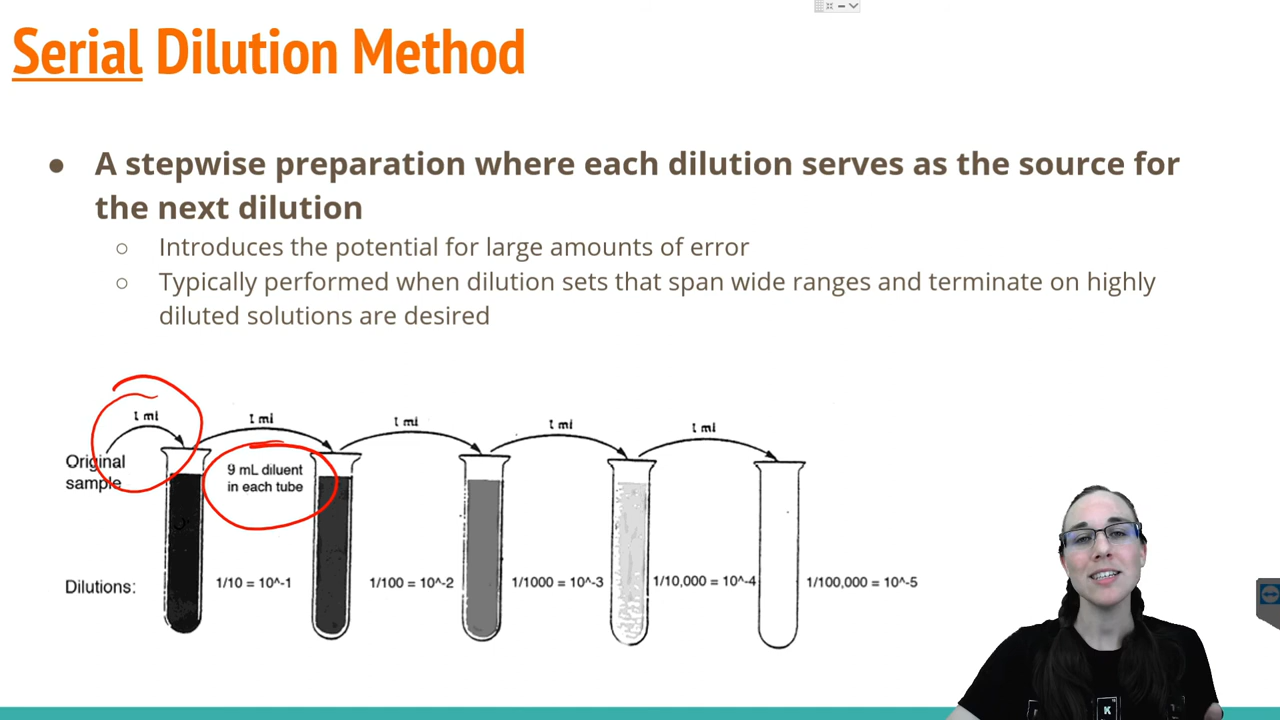 Serial Dilution Method
● A stepwise preparation where each dilution serves as the source for
the next dilution
○ Introduces the potential for large amounts of error
○ Typically performed when dilution sets that span wide ranges and terminate on highly
diluted solutions are desired
1 ml
1 ml
1 ml
1 ml
1 ml
Original
sample
9 mL diluent
in each tube
Dilutions:
1/10 = 10^-1
1/100 = 10^-2
1/1000 = 10^-3
1/10,000 = 10^-4
1/100,000 = 10^-5
K